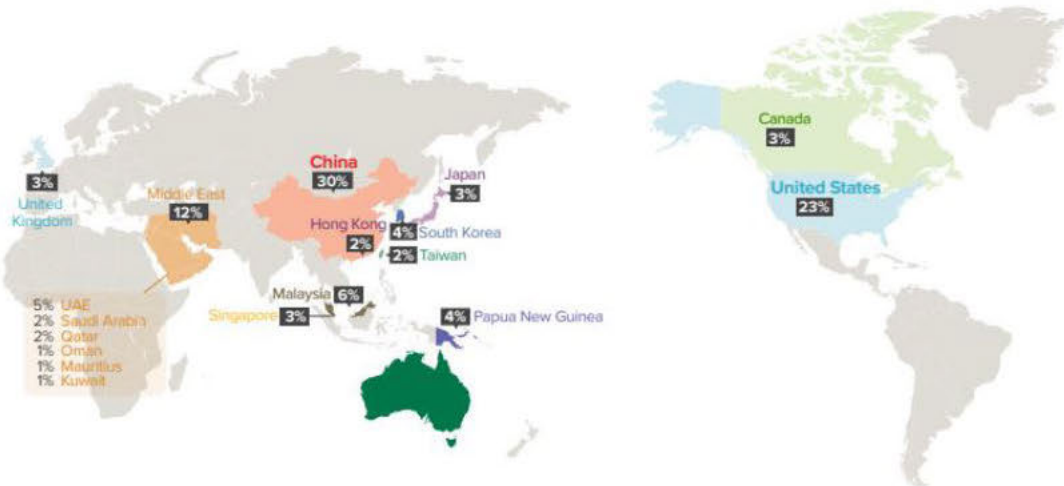 Canada
3%
China
30%
Japan
3%
3%
United
Kingdom
Middle East
12%
United States
23%
Hong Kong
2%
4% South Korea
2% Taiwan
Malaysia 6%
Singapore 3%
4% Papua New Guinea
5% UAE
2% Saudi Arabia
2% Qatar
1% Oman
1% Mauritius
1% Kuwait